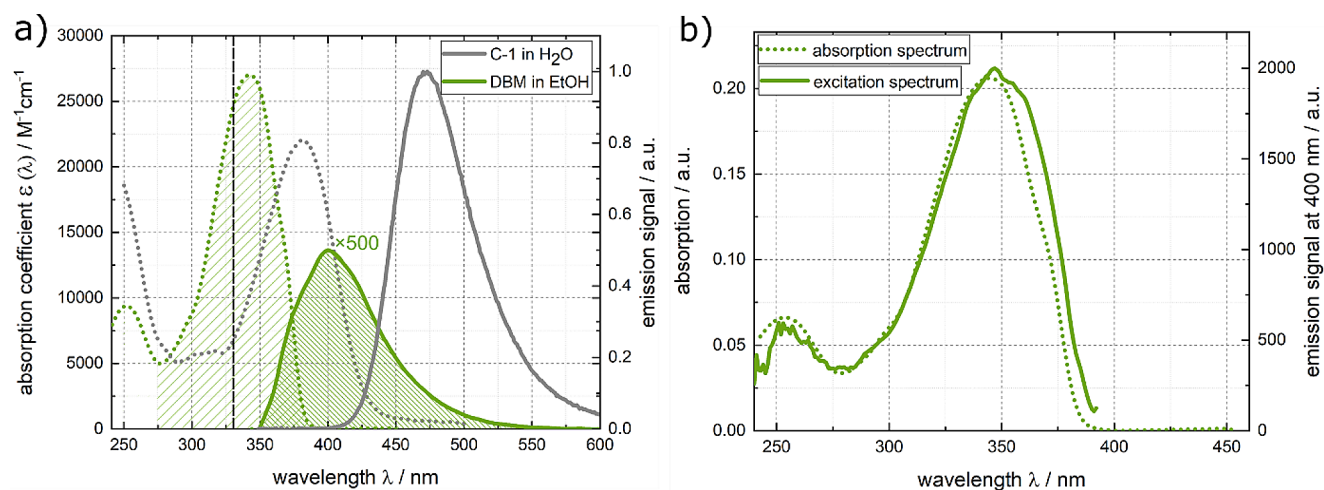 a)
C-1 in H₂O
DBM in EtOH
×500
30000
25000
20000
15000
10000
5000
0
absorption coefficient ε (λ) / M⁻¹cm⁻¹
1.0
0.8
0.6
0.4
0.2
0.0
emission signal / a.u.
250 300 350 400 450 500 550 600
wavelength λ / nm
b)
absorption spectrum
excitation spectrum
0.20
0.15
0.10
0.05
0.00
absorption / a.u.
2000
1500
1000
500
0
emission signal at 400 nm / a.u.
250 300 350 400 450
wavelength λ / nm